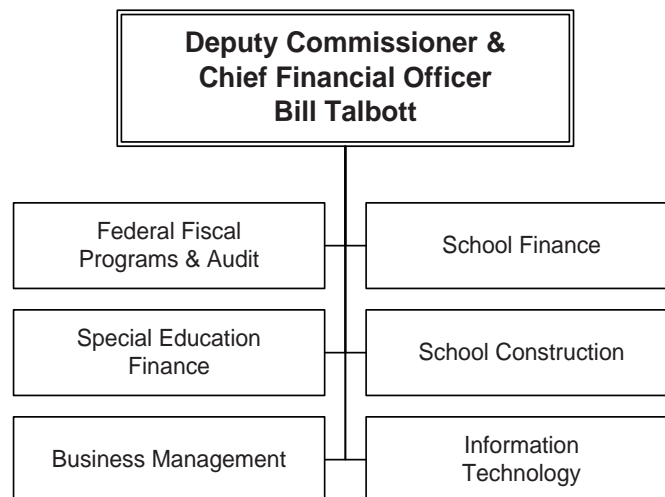 Deputy Commissioner &
Chief Financial Officer
Bill Talbott
Federal Fiscal
Programs & Audit
School Finance
Special Education
Finance
School Construction
Business Management
Information
Technology